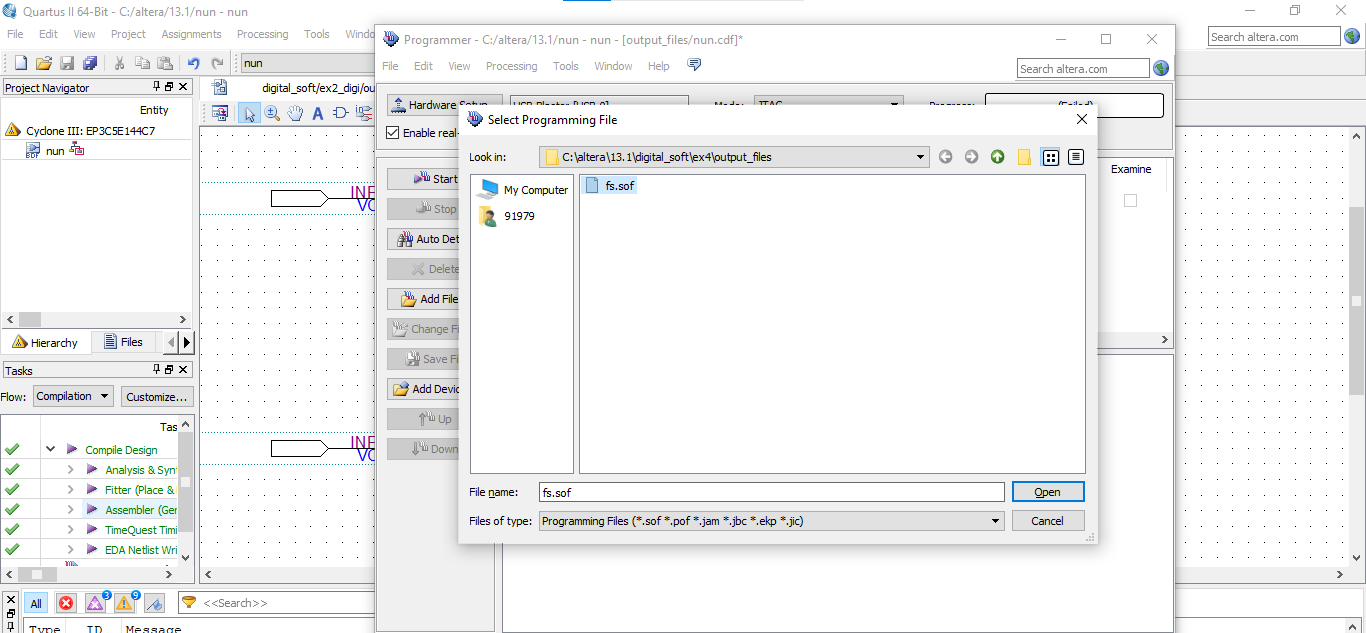 Quartus II 64-Bit - C:/altera/13.1/nun - nun
File Edit View Project Assignments Processing Tools Windo
Search altera.com
nun
Project Navigator
Entity
Cyclone III: EP3C5E144C7
nun
Hierarchy Files
Tasks
Flow: Compilation Customize...
Tas
Compile Design
Analysis & Syn
Fitter (Place &
Assembler (Ger
TimeQuest Timi
EDA Netlist Wri
digital_soft/ex2_digi/ou
INF
VC
INF
VC
All 3 9 <<Search>>
Type ID Message
Programmer - C:/altera/13.1/nun - nun - [output_files/nun.cdf]*
File Edit View Processing Tools Window Help
Search altera.com
Hardware Setup... USB-Blaster [USB-0] Mode: JTAG Progress: (Failed)
Enable real-
Start
Stop
Auto Det
Delete
Add File
Change Fi
Save Fi
Add Devic
Up
Down
Examine
Select Programming File
Look in: C:\altera\13.1\digital_soft\ex4\output_files
My Computer
91979
fs.sof
File name: fs.sof Open
Files of type: Programming Files (*.sof *.pof *.jam *.jbc *.ekp *.jic) Cancel